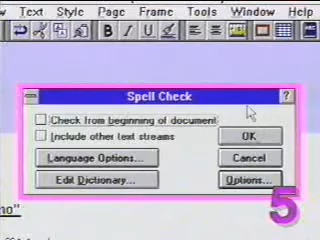 w Text Style Page Frame Tools Window Help
B I U
ABC
Spell Check
?
Check from beginning of document
Include other text streams
OK
Language Options...
Cancel
Edit Dictionary...
Options...
5